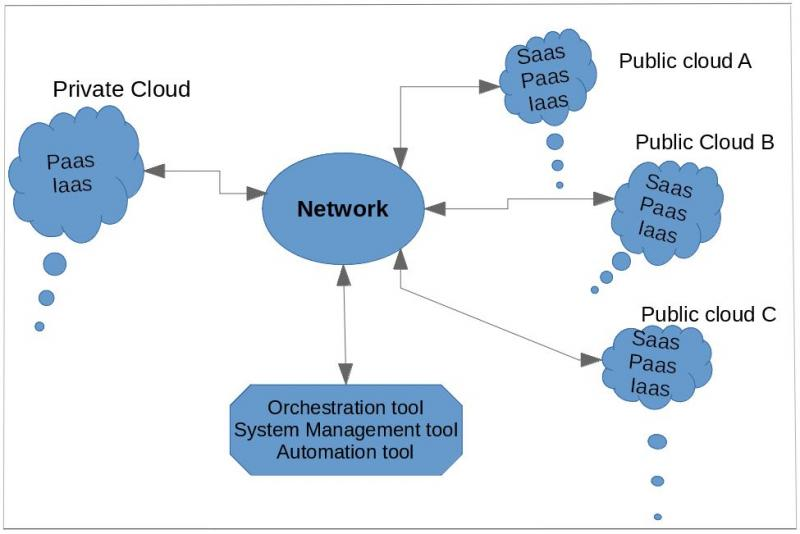 Private Cloud
Paas
Iaas
Network
Public cloud A
Saas
Paas
Iaas
Public Cloud B
Saas
Paas
Iaas
Public cloud C
Saas
Paas
Iaas
Orchestration tool
System Management tool
Automation tool